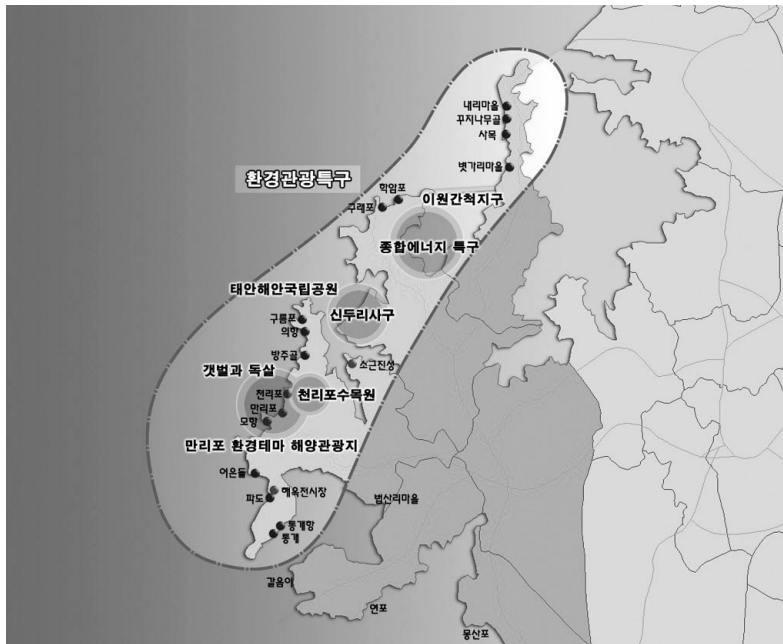 내리마을
꾸지나무골
사목
볏가리마을
환경관광특구
학암포
이원간척지구
구례포
종합에너지 특구
태안해안국립공원
신두리사구
구름포
의항
방주골
소근진성
갯벌과 독살
천리포
천리포수목원
만리포
모항
만리포 환경테마 해양관광지
어은돌
해옥전시장
파도
법산리마을
통개항
통개
갈음이
연포
몽산포